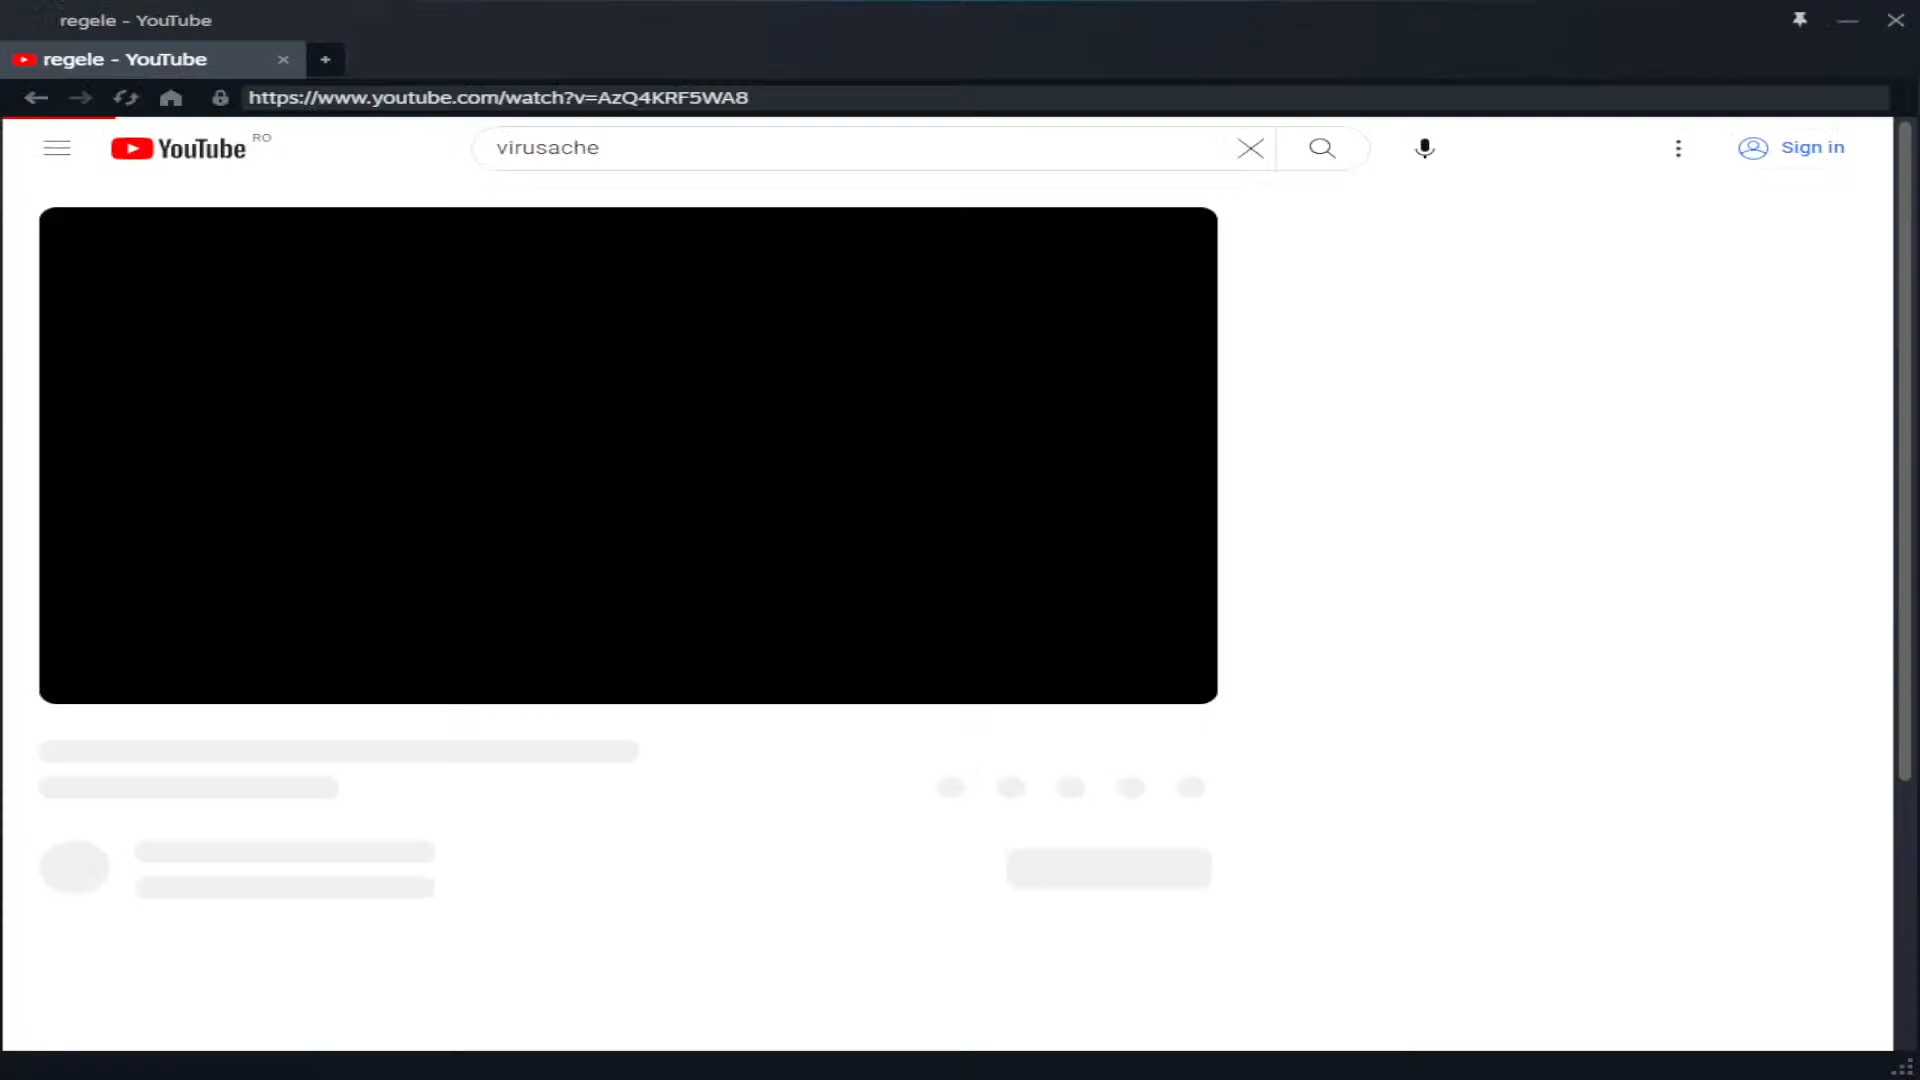 regele - YouTube
regele - YouTube
https://www.youtube.com/watch?v=AzQ4KRF5WA8
YouTube RO
virusache
Sign in